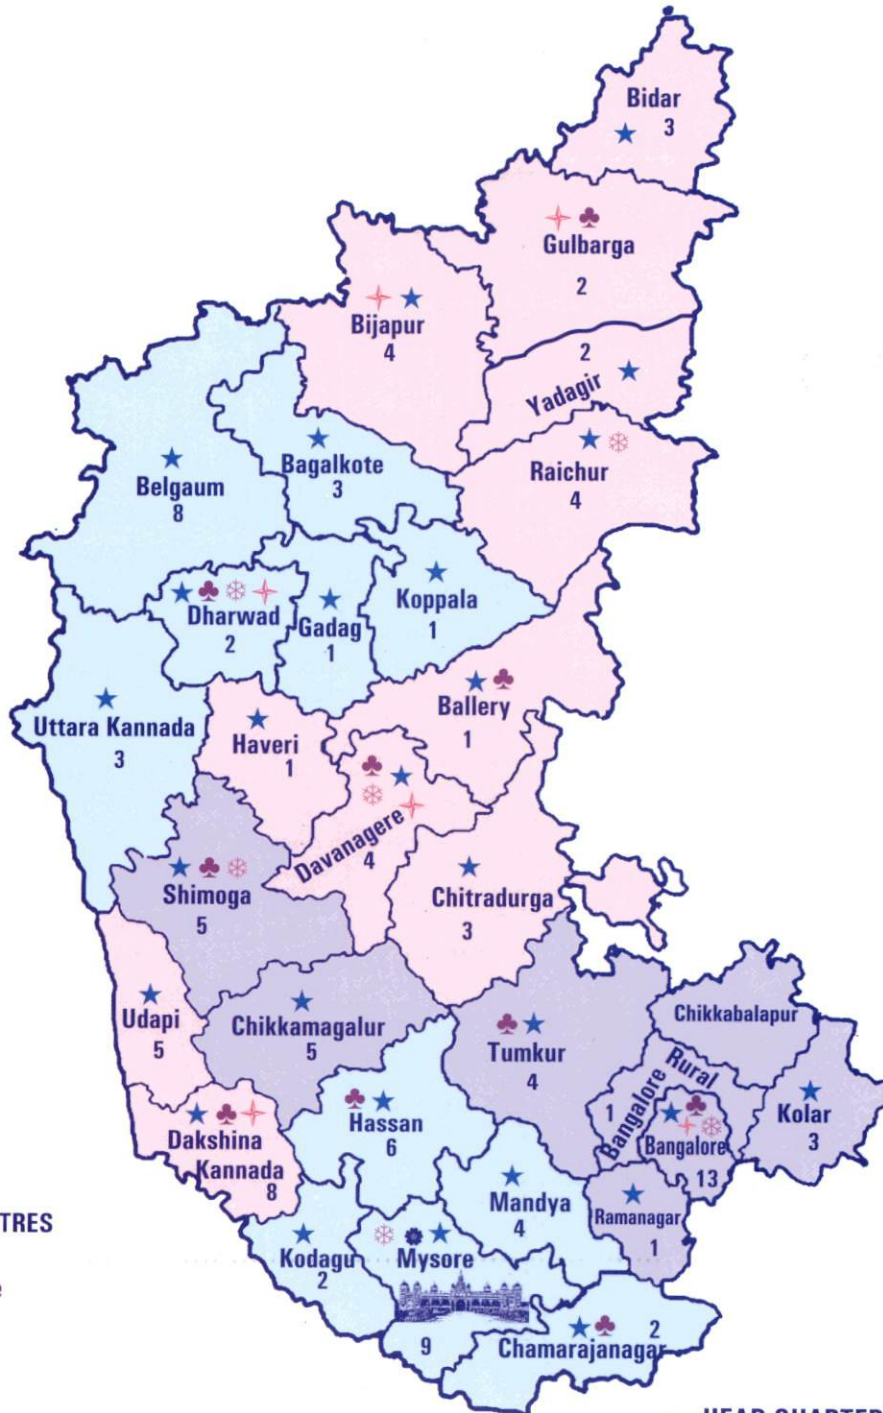 Bidar
3
Gulbarga
2
Bijapur
4
2
Yadagir
Raichur
4
Bagalkote
3
Belgaum
8
Koppala
1
Dharwad
2
Gadag
1
Ballery
1
Uttara Kannada
3
Haveri
1
Davanagere
4
Shimoga
5
Chitradurga
3
Udapi
5
Chikkamagalur
5
Tumkur
4
Chikkabalapur
Bangalore Rural
1
Kolar
3
Bangalore
13
Hassan
6
Dakshina
Kannada
8
Mandya
4
Ramanagar
1
TRES
Kodagu
2
Mysore
9
2
Chamarajanagar